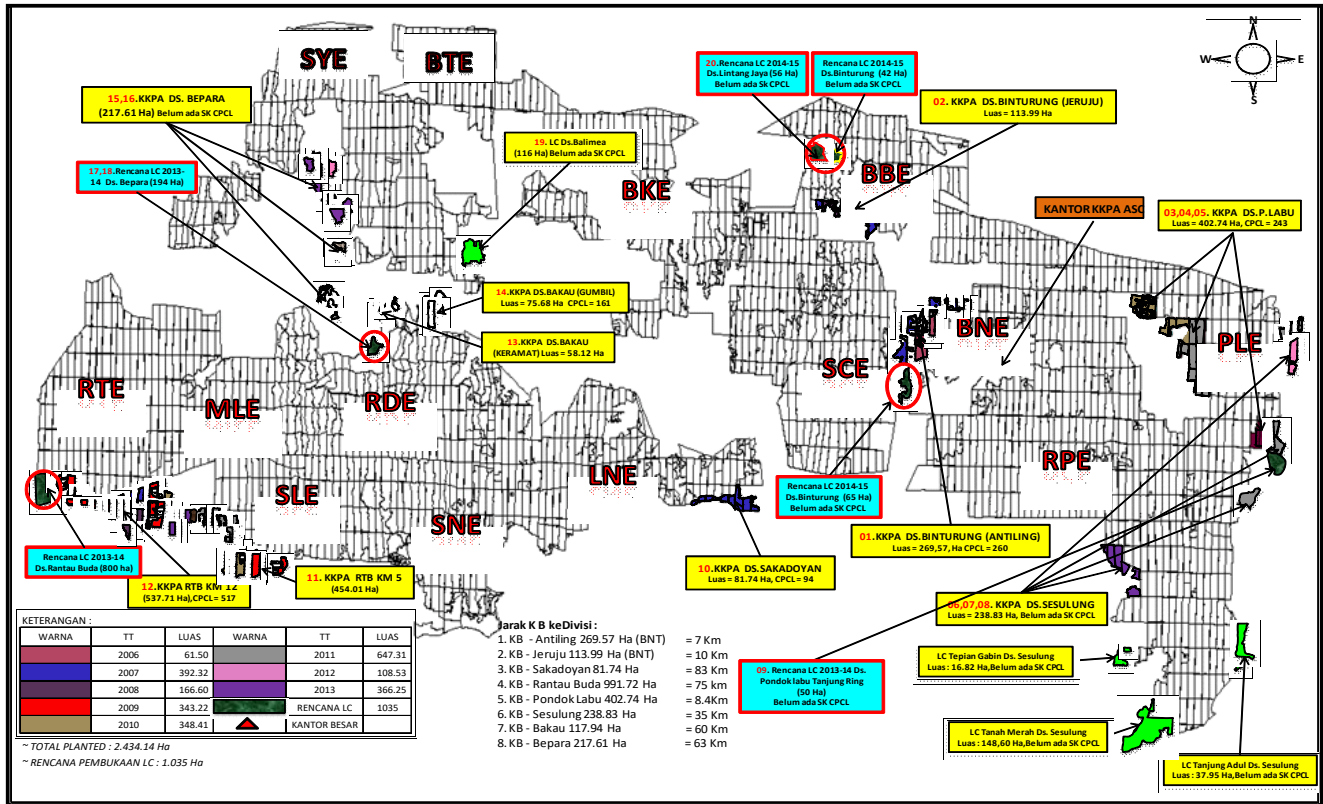 N
W
E
S
SYE
BTE
20.Rencana LC 2014-15
Ds.Lintang Jaya (56 Ha)
Belum ada Sk CPCL
Rencana LC 2014-15
Ds.Binturung (42 Ha)
Belum ada SK CPCL
15,16.KKPA DS. BEPARA
(217.61 Ha) Belum ada SK CPCL
02. KKPA DS.BINTURUNG (JERUJU)
Luas = 113.99 ha
19. LC Ds.Balimea
(116 Ha) Belum ada SK CPCL
17,18.Rencana LC 2013-
14 Ds. Bepara (194 Ha)
BKE
BBE
KANTOR KKPA ASC
03,04,05. KKPA DS.P.LABU
Luas = 402.74 Ha, CPCL = 243
14.KKPA DS.BAKAU (GUMBIL)
Luas = 75.68 Ha CPCL = 161
13.KKPA DS.BAKAU
(KERAMAT) Luas = 58.12 Ha
BNE
PLE
SCE
RTE
MLE
RDE
RPE
LNE
SLE
SNE
Rencana LC 2014-15
Ds.Binturung (65 Ha)
Belum ada SK CPCL
01.KKPA DS.BINTURUNG (ANTILING)
Luas = 269,57, Ha CPCL = 260
Rencana LC 2013-14
Ds.Rantau Buda (800 ha)
12.KKPA RTB KM 12
(537.71 Ha),CPCL = 517
11. KKPA RTB KM 5
(454.01 Ha)
10.KKPA DS.SAKADOYAN
Luas = 81.74 Ha, CPCL = 94
06,07,08. KKPA DS.SESULUNG
Luas = 238.83 Ha, Belum ada SK CPCL
09. Rencana LC 2013-14 Ds.
Pondok labu Tanjung Ring
(50 Ha)
Belum ada SK CPCL
LC Tepian Gabin Ds. Sesulung
Luas : 16.82 Ha,Belum ada SK CPCL
LC Tanah Merah Ds. Sesulung
Luas : 148,60 Ha,Belum ada SK CPCL
LC Tanjung Adul Ds. Sesulung
Luas : 37.95 Ha,Belum ada SK CPCL
KETERANGAN :
WARNA TT LUAS WARNA TT LUAS
2006 61.50 2011 647.31
2007 392.32 2012 108.53
2008 166.60 2013 366.25
2009 343.22 RENCANA LC 1035
2010 348.41 KANTOR BESAR
~ TOTAL PLANTED : 2.434.14 Ha
~ RENCANA PEMBUKAAN LC : 1.035 Ha
Jarak K B keDivisi :
1. KB - Antiling 269.57 Ha (BNT) = 7 Km
2. KB - Jeruju 113.99 Ha (BNT) = 10 Km
3. KB - Sakadoyan 81.74 Ha = 83 Km
4. KB - Rantau Buda 991.72 Ha = 75 km
5. KB - Pondok Labu 402.74 Ha = 8.4Km
6. KB - Sesulung 238.83 Ha = 35 Km
7. KB - Bakau 117.94 Ha = 60 Km
8. KB - Bepara 217.61 Ha = 63 Km